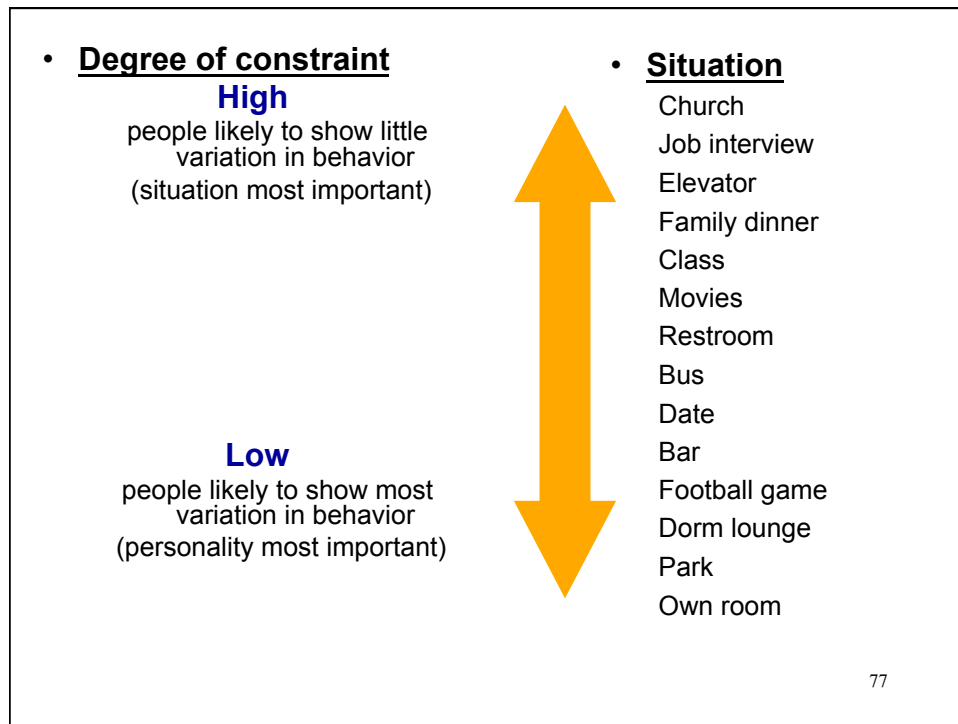 • Degree of constraint
High
people likely to show little
variation in behavior
(situation most important)
Low
people likely to show most
variation in behavior
(personality most important)
• Situation
Church
Job interview
Elevator
Family dinner
Class
Movies
Restroom
Bus
Date
Bar
Football game
Dorm lounge
Park
Own room
77